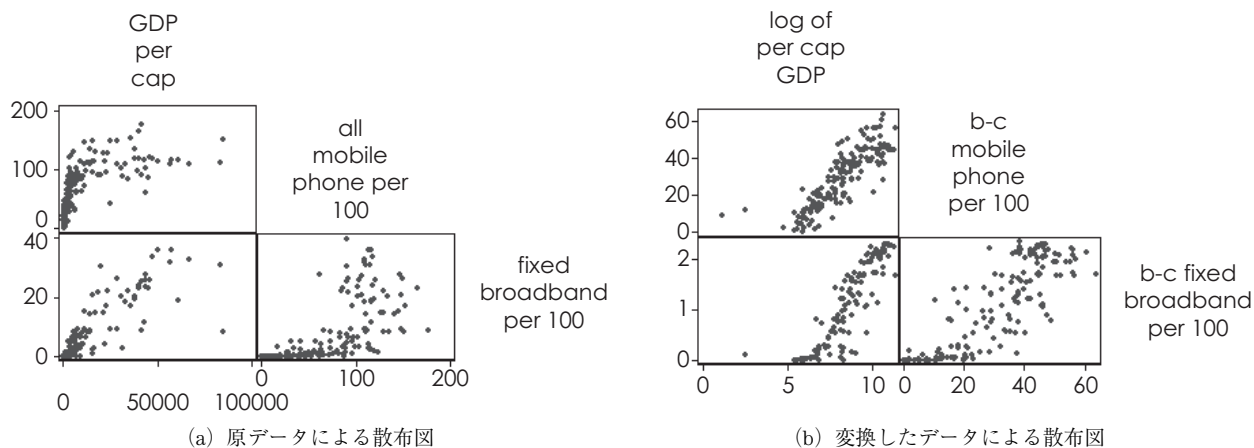 GDP
per
cap
200
100
0
all
mobile
phone per
100
40
20
0
fixed
broadband
per 100
0
100
200
0
50000
100000
(a) 原データによる散布図
log of
per cap
GDP
60
40
20
0
b-c
mobile
phone
per 100
2
1
0
b-c fixed
broadband
per 100
0
5
10
0
20
40
60
(b) 変換したデータによる散布図